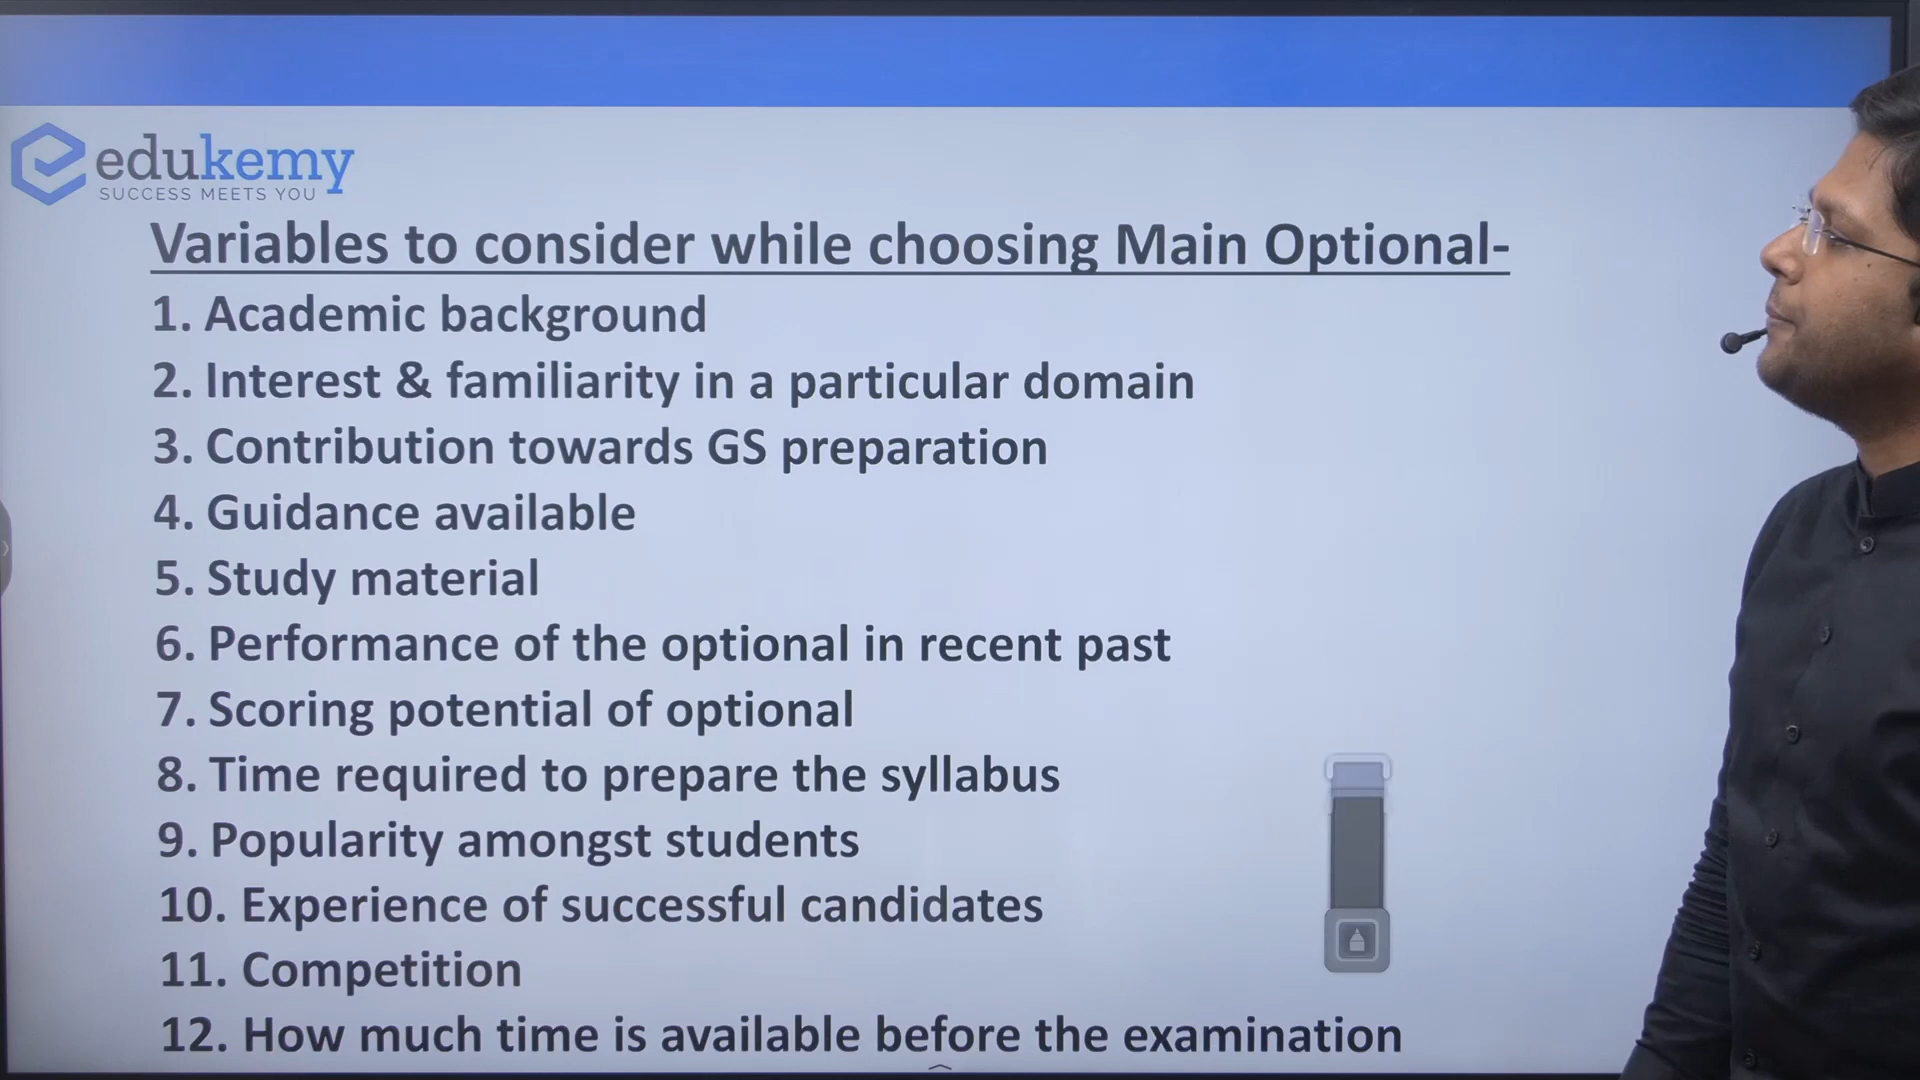 edukemy
SUCCESS MEETS YOU
Variables to consider while choosing Main Optional-
1. Academic background
2. Interest & familiarity in a particular domain
3. Contribution towards GS preparation
4. Guidance available
5. Study material
6. Performance of the optional in recent past
7. Scoring potential of optional
8. Time required to prepare the syllabus
9. Popularity amongst students
10. Experience of successful candidates
11. Competition
12. How much time is available before the examination